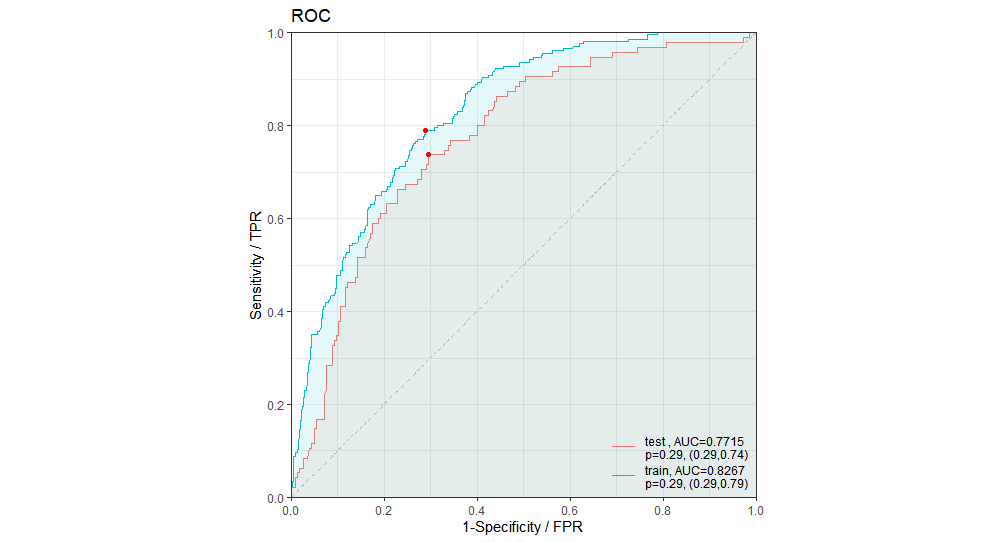 ROC
1.0
0.8
0.6
0.4
0.2
0.0
Sensitivity / TPR
test , AUC=0.7715
p=0.29, (0.29,0.74)
train, AUC=0.8267
p=0.29, (0.29,0.79)
0.0 0.2 0.4 0.6 0.8 1.0
1-Specificity / FPR